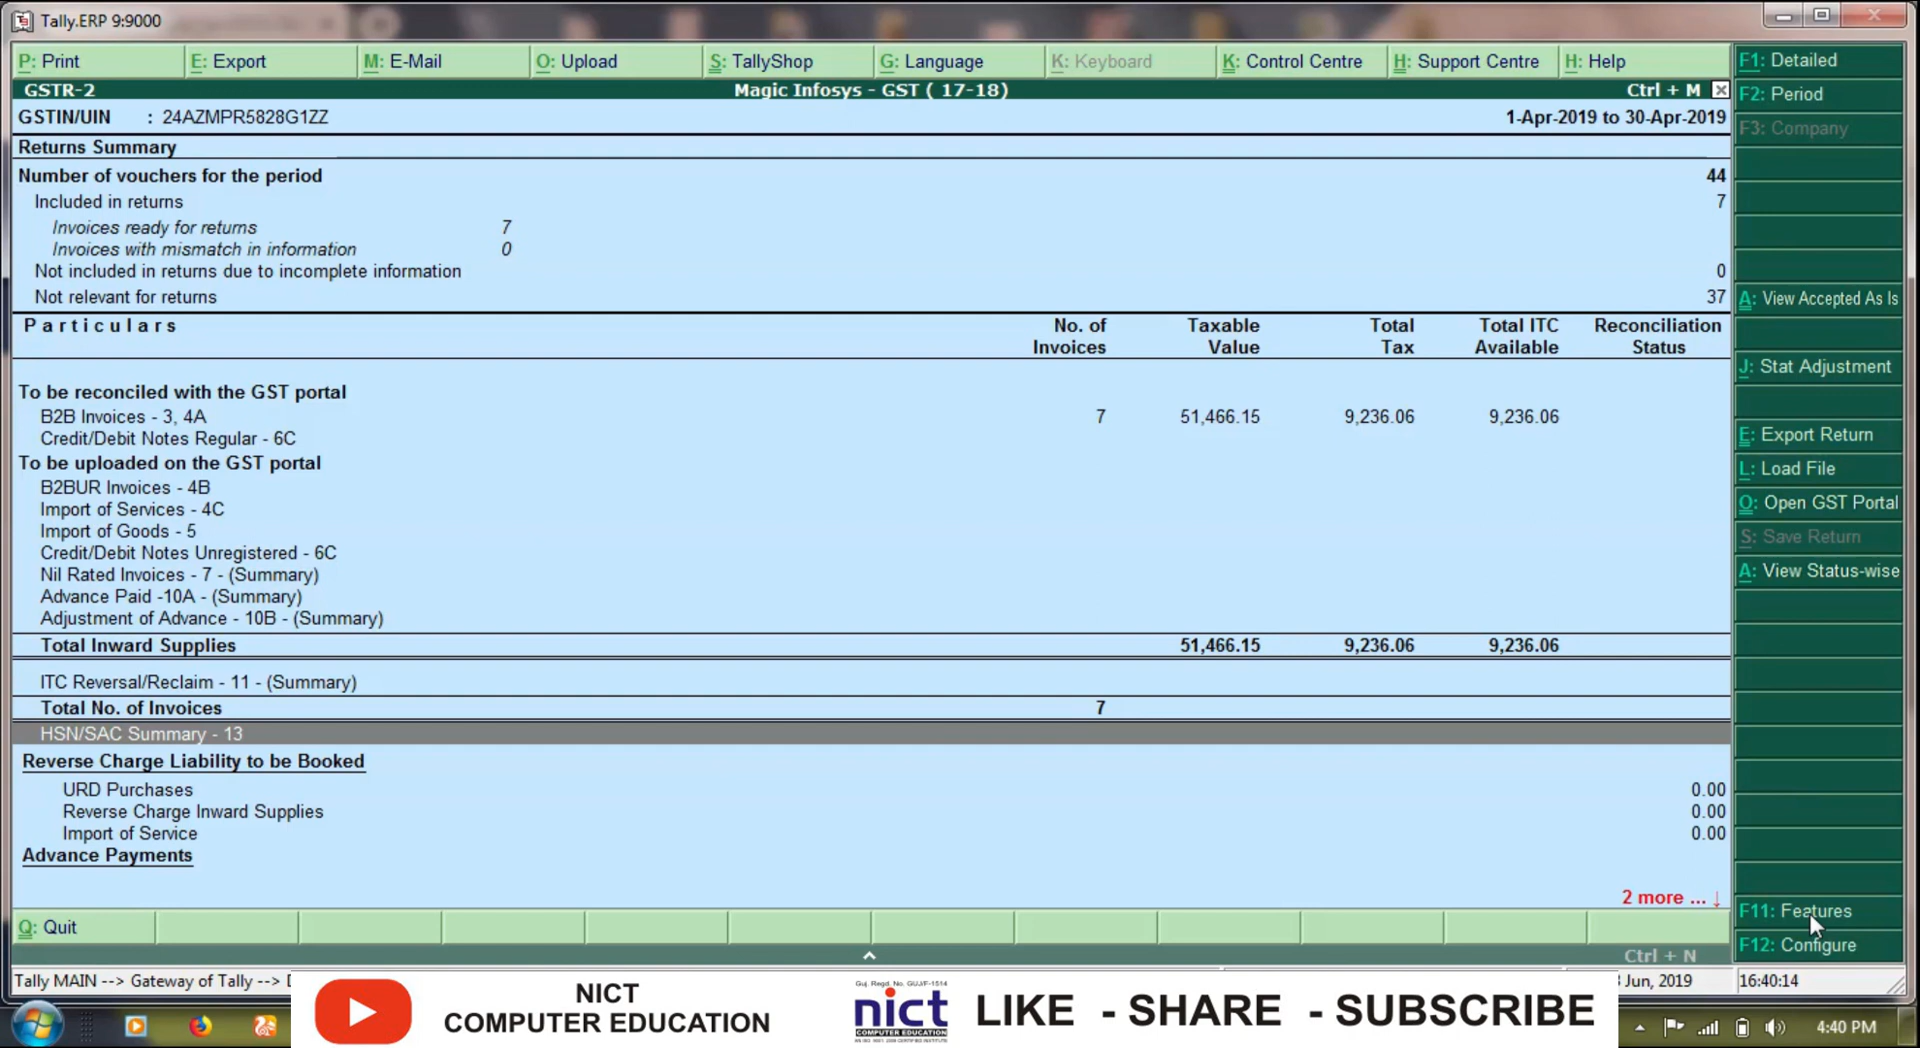 Tally.ERP 9:9000
P: Print E: Export M: E-Mail O: Upload S: TallyShop G: Language K: Keyboard K: Control Centre H: Support Centre H: Help
GSTR-2 Magic Infosys - GST ( 17-18) Ctrl + M
GSTIN/UIN : 24AZMPR5828G1ZZ 1-Apr-2019 to 30-Apr-2019
Returns Summary
Number of vouchers for the period 44
Included in returns 7
Invoices ready for returns 7
Invoices with mismatch in information 0
Not included in returns due to incomplete information 0
Not relevant for returns 37
Particulars No. of Invoices Taxable Value Total Tax Total ITC Available Reconciliation Status
To be reconciled with the GST portal
B2B Invoices - 3, 4A 7 51,466.15 9,236.06 9,236.06
Credit/Debit Notes Regular - 6C
To be uploaded on the GST portal
B2BUR Invoices - 4B
Import of Services - 4C
Import of Goods - 5
Credit/Debit Notes Unregistered - 6C
Nil Rated Invoices - 7 - (Summary)
Advance Paid -10A - (Summary)
Adjustment of Advance - 10B - (Summary)
Total Inward Supplies 51,466.15 9,236.06 9,236.06
ITC Reversal/Reclaim - 11 - (Summary)
Total No. of Invoices 7
HSN/SAC Summary - 13
Reverse Charge Liability to be Booked
URD Purchases 0.00
Reverse Charge Inward Supplies 0.00
Import of Service 0.00
Advance Payments
2 more ... ↓
Q: Quit
Ctrl + N
F1: Detailed
F2: Period
F3: Company
A: View Accepted As Is
J: Stat Adjustment
E: Export Return
L: Load File
O: Open GST Portal
S: Save Return
A: View Status-wise
F11: Features
F12: Configure
Tally MAIN --> Gateway of Tally --> Jun, 2019 16:40:14
NICT
COMPUTER EDUCATION
Guj. Regd. No. GUJ/F-1514
nict
COMPUTER EDUCATION
LIKE - SHARE - SUBSCRIBE
4:40 PM